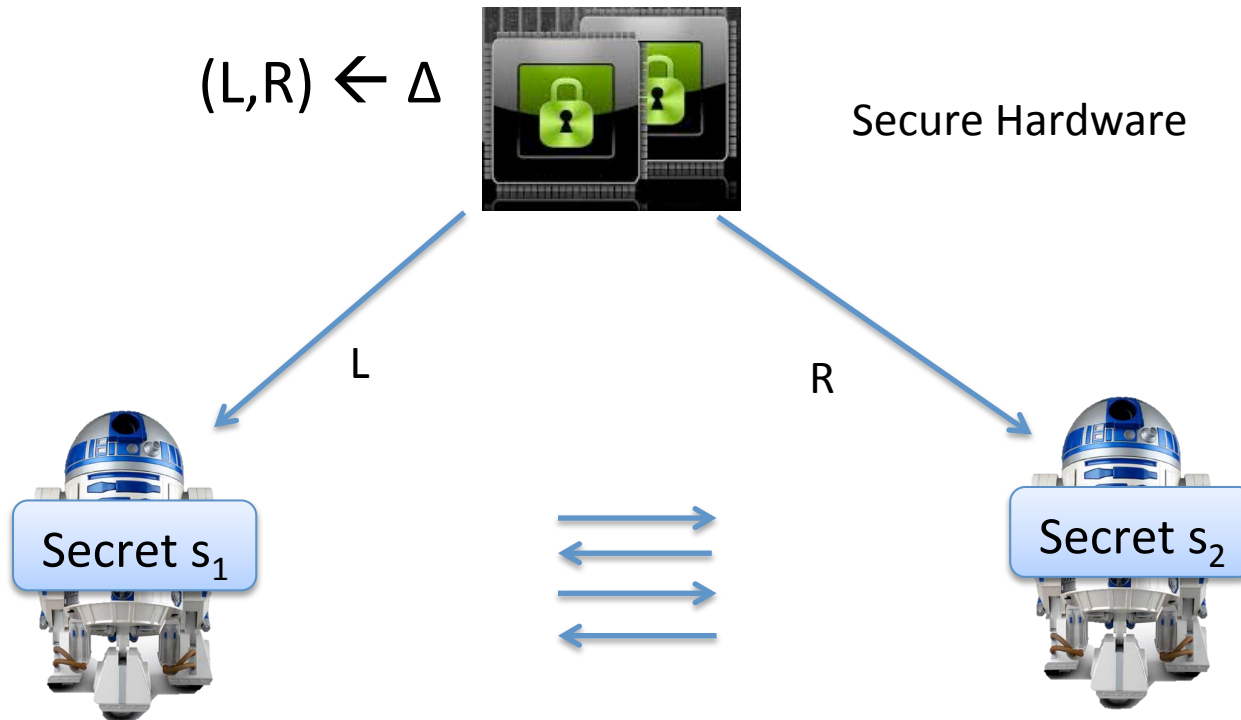 (L,R) ← Δ
Secure Hardware
L
R
Secret s₁
Secret s₂